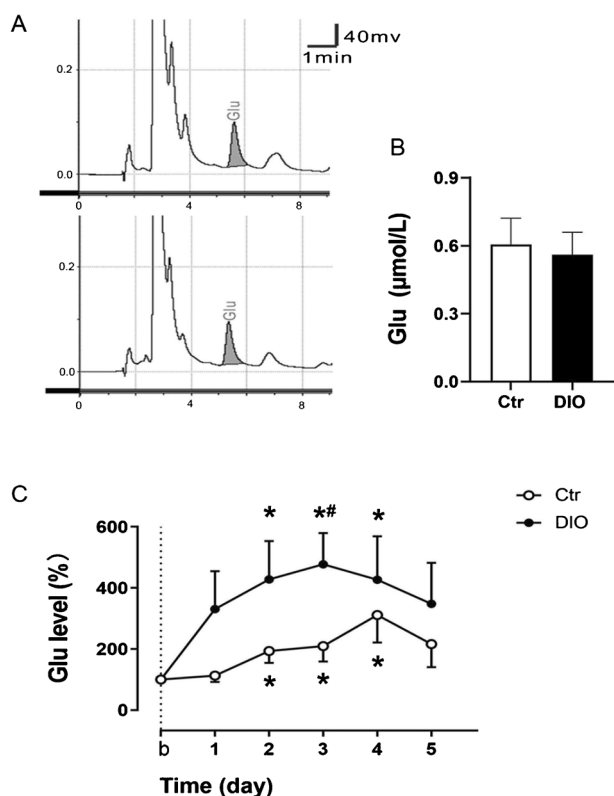 A
40mv
1min
0.2
Glu
0.0
0
4
8
0.2
Glu
0.0
0
4
8
B
Glu (µmol/L)
0.9
0.6
0.3
0.0
Ctr
DIO
C
Ctr
DIO
Glu level (%)
600
400
200
0
*
*#
*
*
*
*
b
1
2
3
4
5
Time (day)